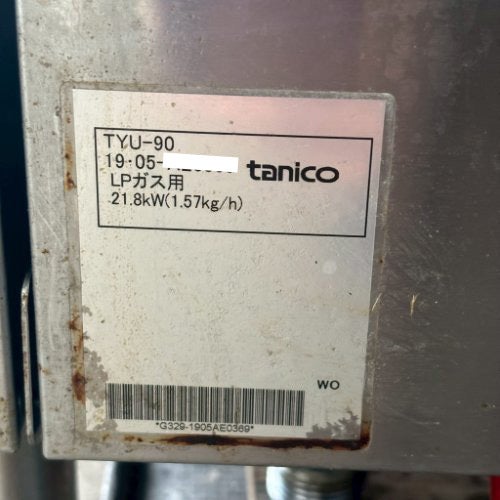 TYU-90
19·05-
tanico
LPガス用
21.8kW(1.57kg/h)
WO
*G329-1905AE0369*